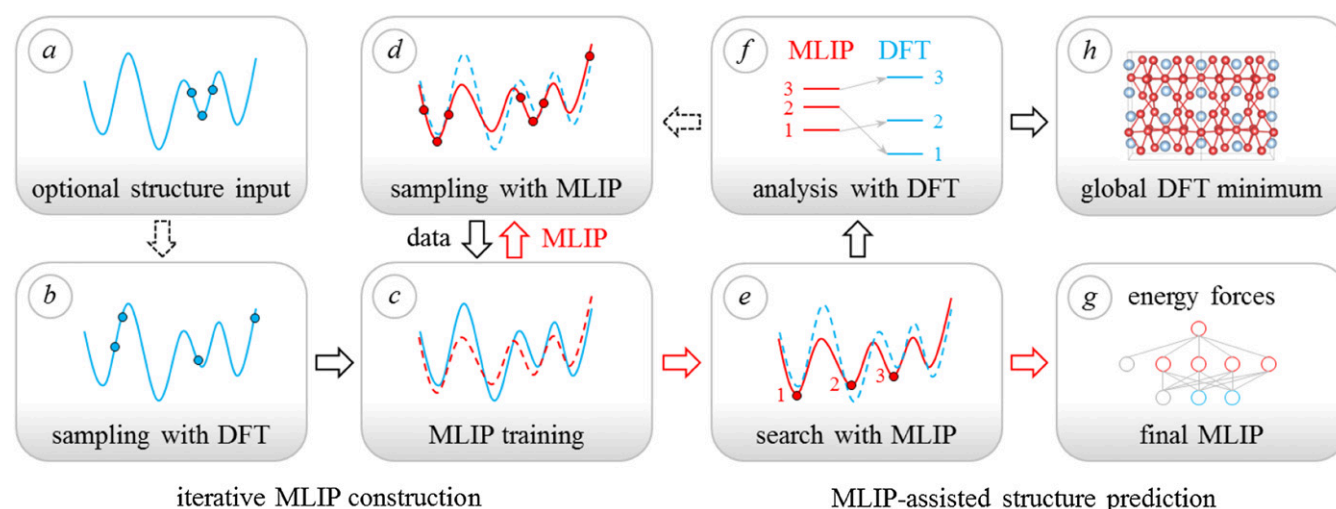 a
optional structure input
d
sampling with MLIP
f
MLIP DFT
3
2
1
3
2
1
analysis with DFT
h
global DFT minimum
data
MLIP
b
sampling with DFT
c
MLIP training
e
1
2
3
search with MLIP
g
energy forces
final MLIP
iterative MLIP construction
MLIP-assisted structure prediction